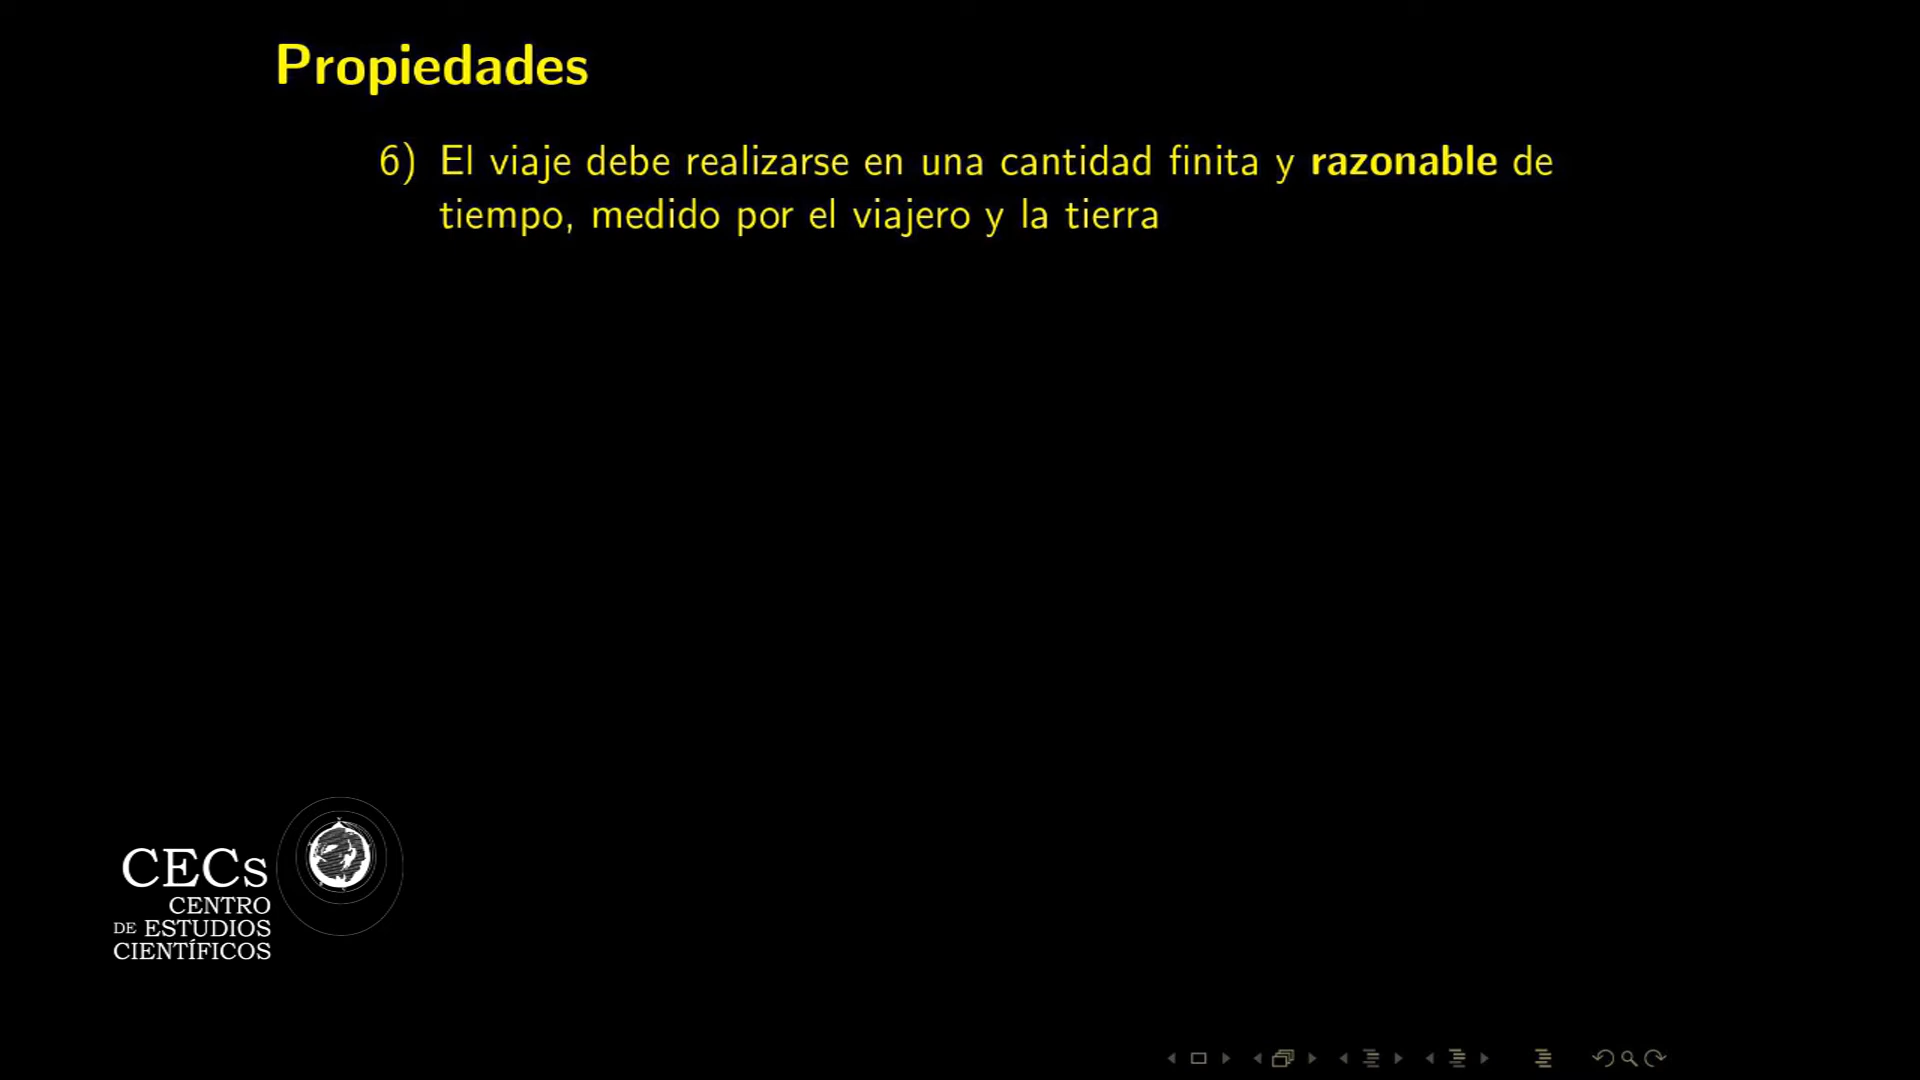 Propiedades
6) El viaje debe realizarse en una cantidad finita y razonable de
tiempo, medido por el viajero y la tierra
CECs
CENTRO
DE ESTUDIOS
CIENTÍFICOS